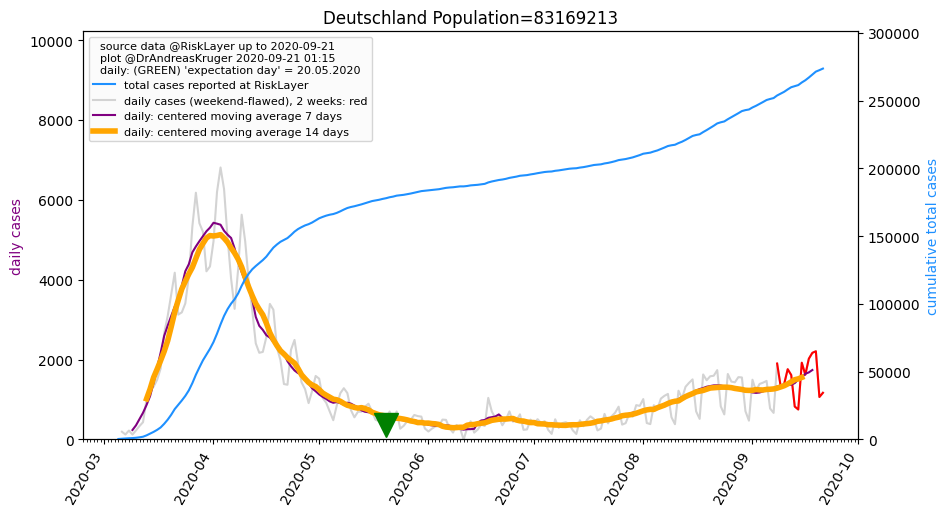 Deutschland Population=83169213
source data @RiskLayer up to 2020-09-21
plot @DrAndreasKruger 2020-09-21 01:15
daily: (GREEN) 'expectation day' = 20.05.2020
total cases reported at RiskLayer
daily cases (weekend-flawed), 2 weeks: red
daily: centered moving average 7 days
daily: centered moving average 14 days
10000
8000
6000
4000
2000
0
daily cases
300000
250000
200000
150000
100000
50000
0
cumulative total cases
2020-03
2020-04
2020-05
2020-06
2020-07
2020-08
2020-09
2020-10